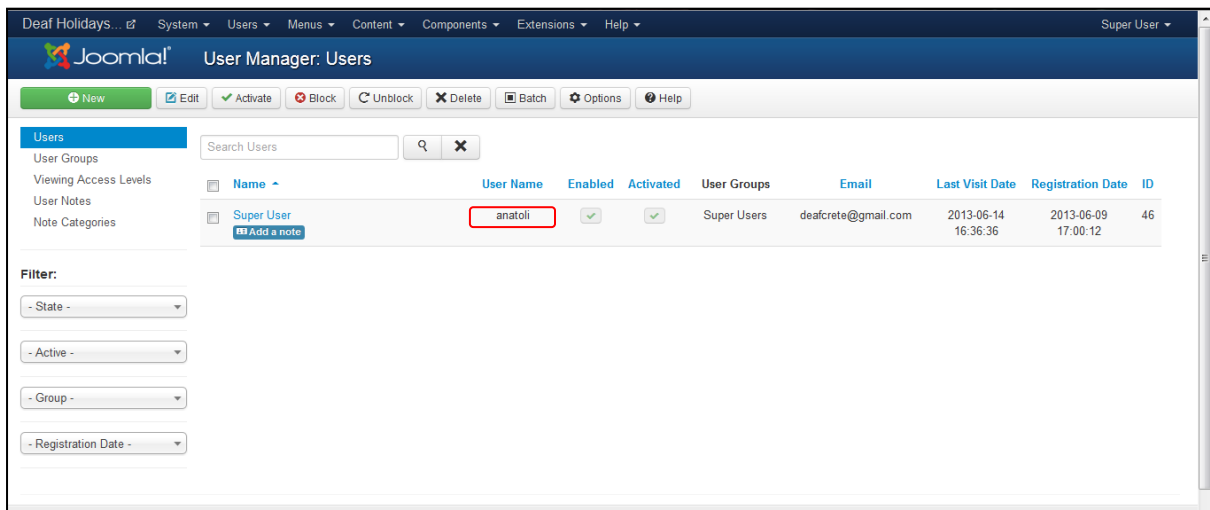 Deaf Holidays... System Users Menus Content Components Extensions Help Super User
Joomla!® User Manager: Users
New Edit Activate Block Unblock Delete Batch Options Help
Users
User Groups
Viewing Access Levels
User Notes
Note Categories
Filter:
- State -
- Active -
- Group -
- Registration Date -
Search Users
Name User Name Enabled Activated User Groups Email Last Visit Date Registration Date ID
Super User anatoli Super Users deafcrete@gmail.com 2013-06-14 2013-06-09 46
Add a note 16:36:36 17:00:12